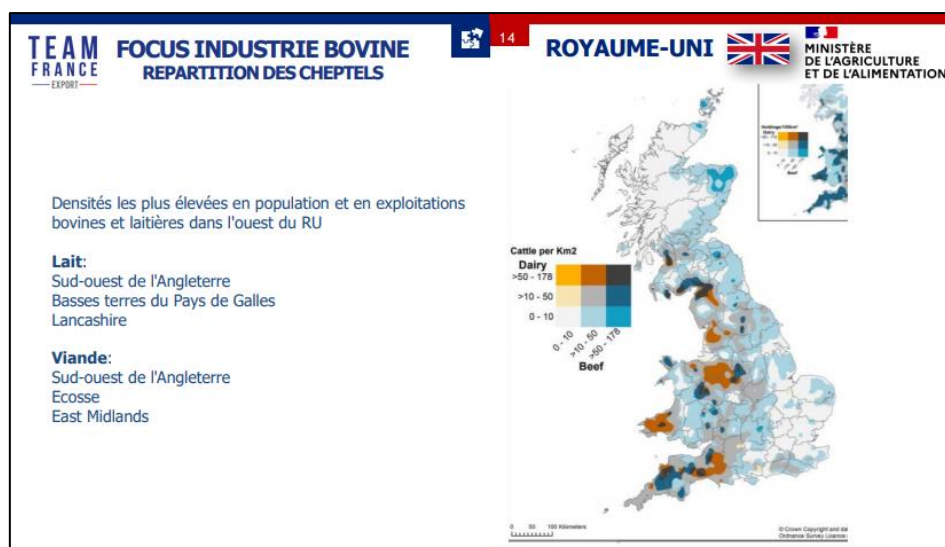 TEAM
FRANCE
EXPORT
FOCUS INDUSTRIE BOVINE
REPARTITION DES CHEPTELS
14
ROYAUME-UNI
MINISTÈRE
DE L'AGRICULTURE
ET DE L'ALIMENTATION
Densités les plus élevées en population et en exploitations
bovines et laitières dans l'ouest du RU
Lait:
Sud-ouest de l'Angleterre
Basses terres du Pays de Galles
Lancashire
Viande:
Sud-ouest de l'Angleterre
Ecosse
East Midlands
Cattle per Km2
Dairy
>50 - 178
>10 - 50
0 - 10
0 - 10
>10 - 50
>50 - 178
Beef
Dairy
Beef
0 50 100 Kilometers
© Crown Copyright and
Ordnance Survey Licence